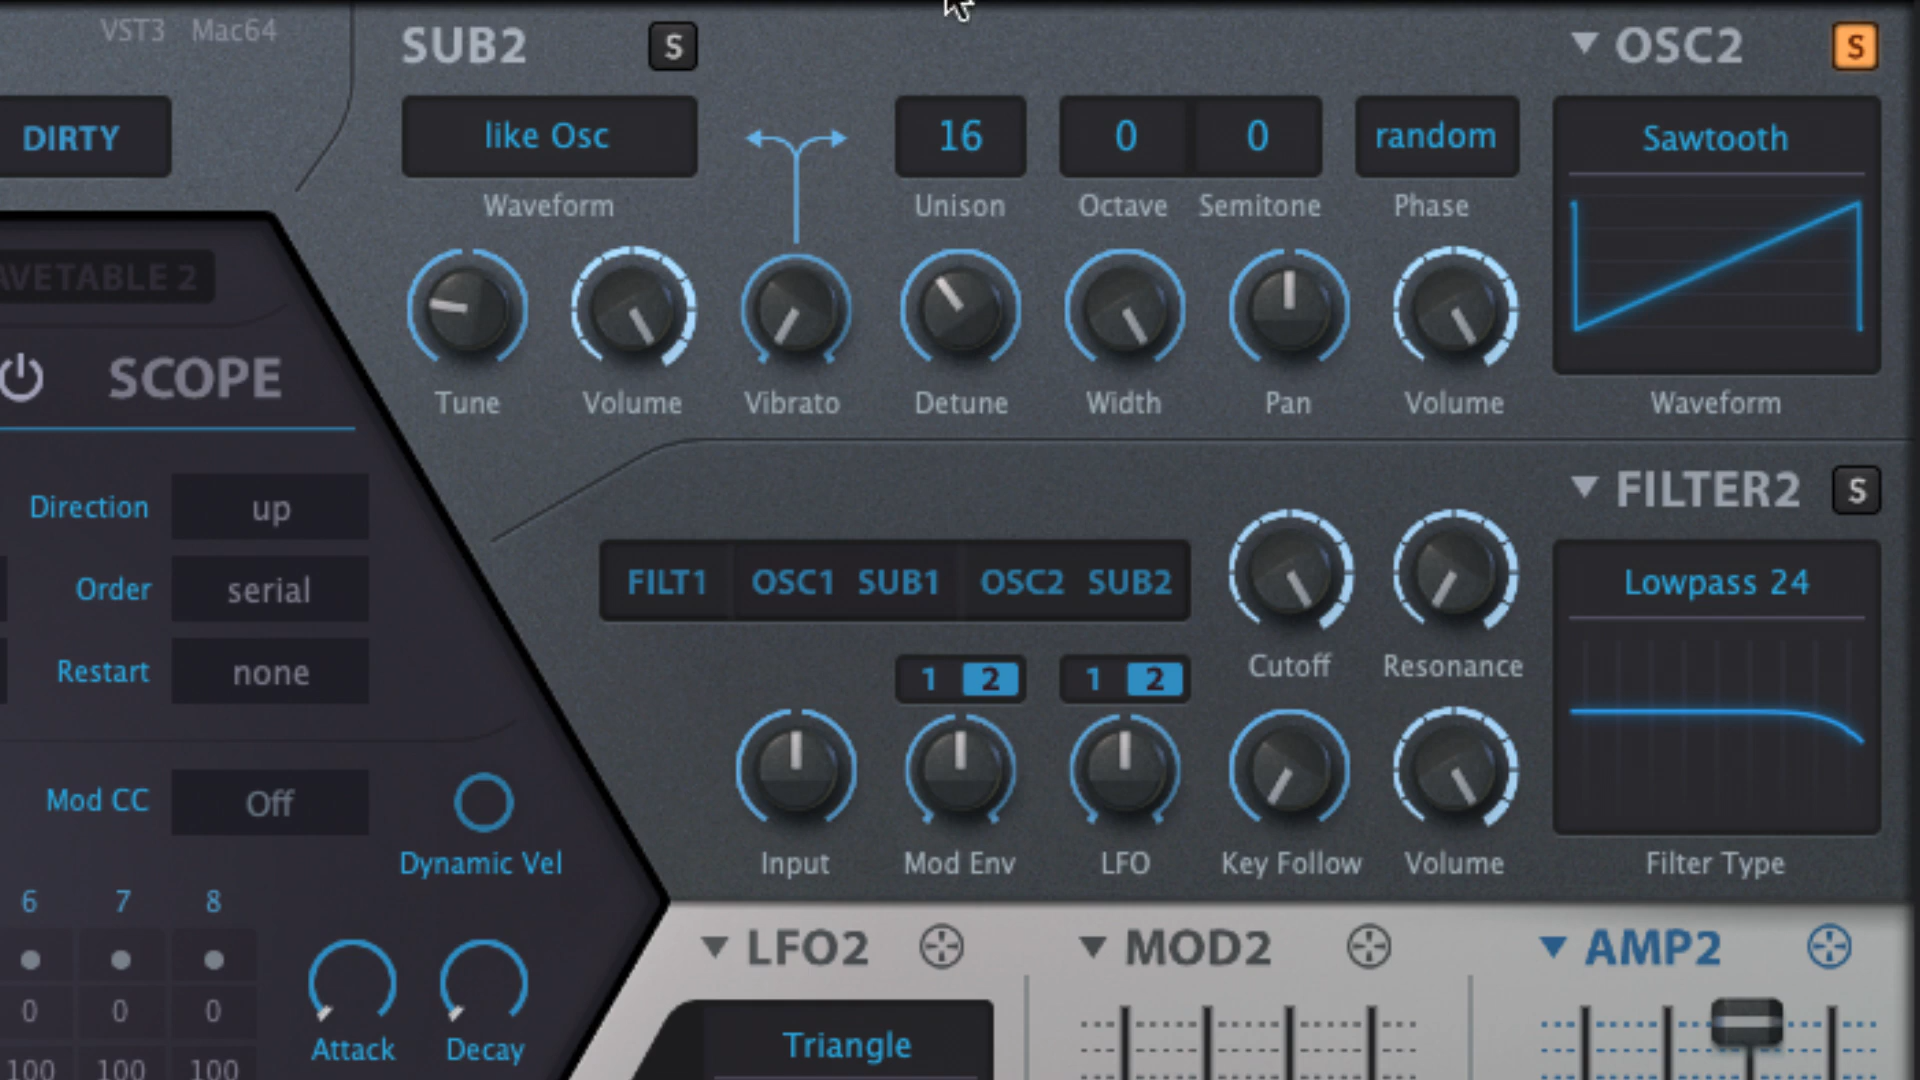 VST3 Mac64
SUB2 S
OSC2 S
DIRTY
like Osc
16
0 0
random
Sawtooth
Waveform
Unison
Octave Semitone
Phase
AVETABLE 2
Tune Volume Vibrato Detune Width Pan Volume Waveform
SCOPE
FILTER2 S
Direction up
FILT1 OSC1 SUB1 OSC2 SUB2
Lowpass 24
Order serial
Restart none
1 2
1 2
Cutoff Resonance
Mod CC Off
Dynamic Vel
Input Mod Env LFO Key Follow Volume Filter Type
6 7 8
LFO2 MOD2 AMP2
0 0 0
Attack Decay
Triangle
100 100 100